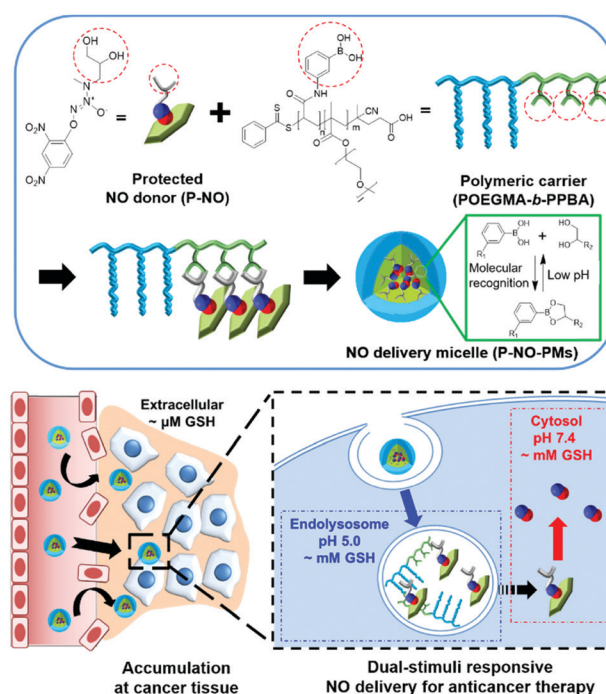 OH
OH
N
N
N
O
O
O₂N
NO₂
=
Protected
NO donor (P-NO)
+
HO
B
OH
NH
O
S
S
n
m
CN
O
OH
O
O
O
=
Polymeric carrier
(POEGMA-b-PPBA)
OH
B
OH
R₁
+
HO
OH
R₂
Molecular
recognition
Low pH
O
B
O
R₂
R₁
NO delivery micelle (P-NO-PMs)
Extracellular
~ μM GSH
Endolysosome
pH 5.0
~ mM GSH
Cytosol
pH 7.4
~ mM GSH
Accumulation
at cancer tissue
Dual-stimuli responsive
NO delivery for anticancer therapy